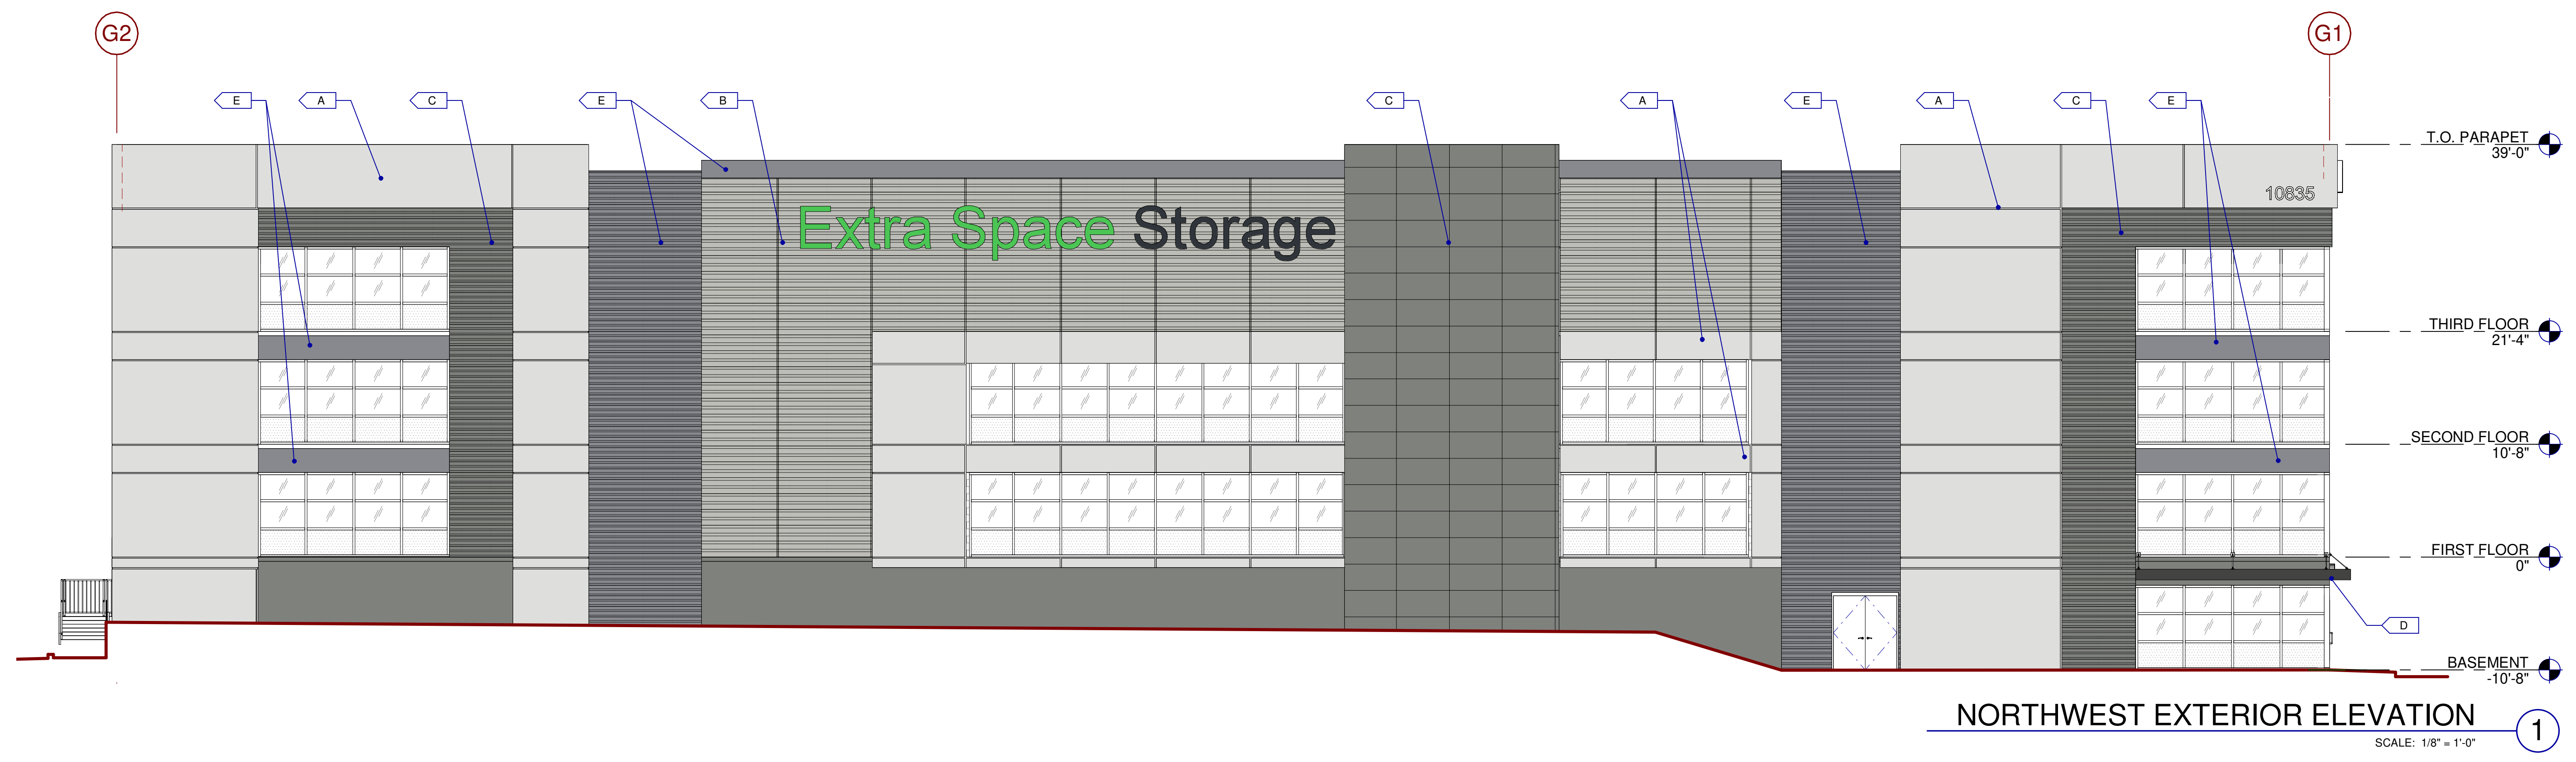 G2
G1
E
A
C
E
B
C
A
E
A
C
E
T.O. PARAPET
39'-0"
10835
Extra Space Storage
THIRD FLOOR
21'-4"
SECOND FLOOR
10'-8"
FIRST FLOOR
0"
D
BASEMENT
-10'-8"
NORTHWEST EXTERIOR ELEVATION
1
SCALE: 1/8" = 1'-0"